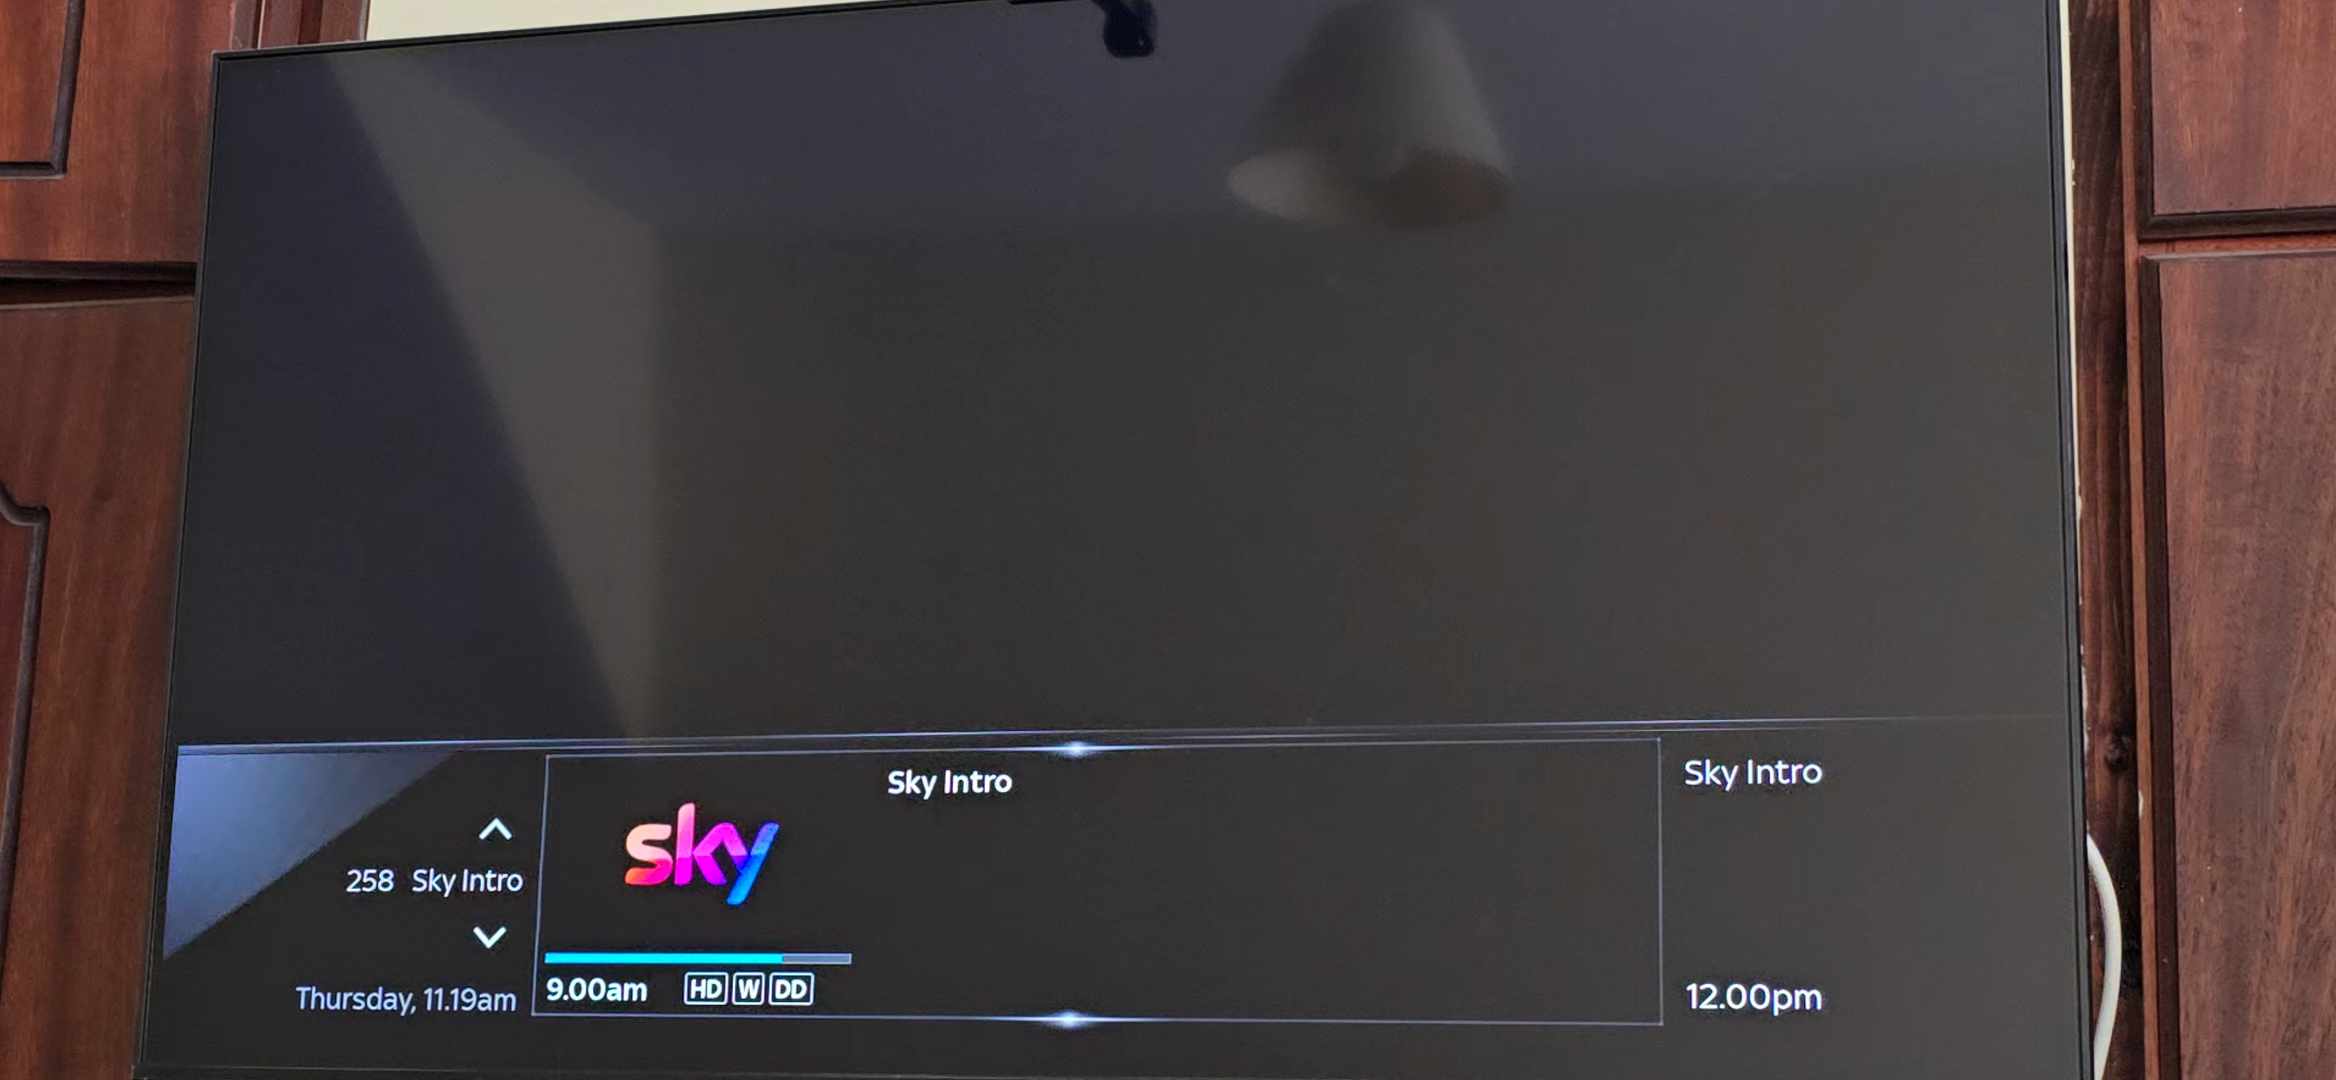 Sky Intro
sky
258 Sky Intro
Thursday, 11.19am
9.00am HD W DD
Sky Intro
12.00pm